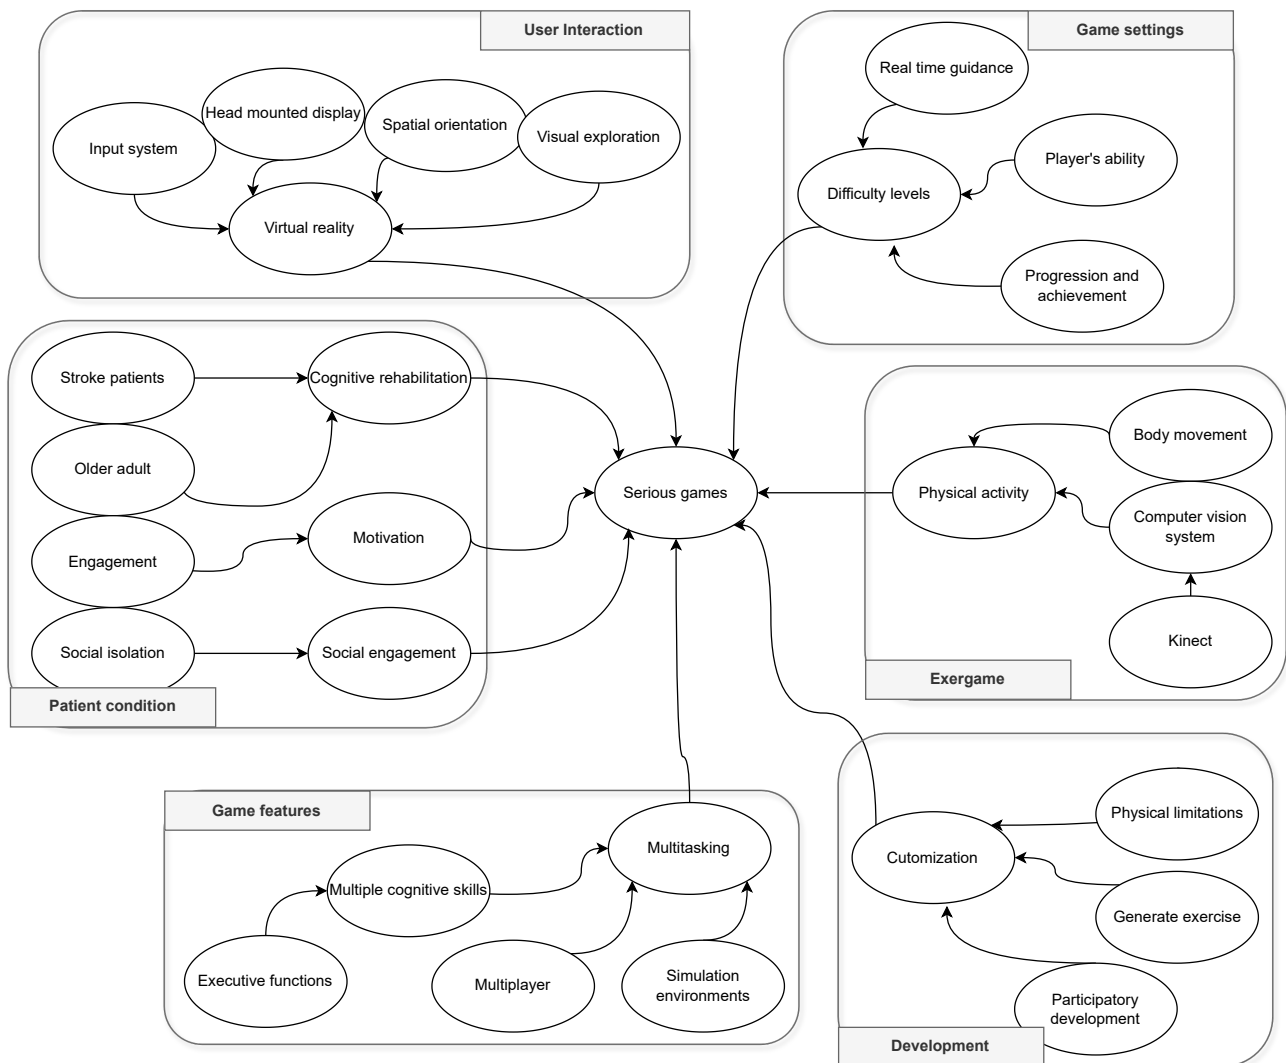 User Interaction
Head mounted display
Spatial orientation
Visual exploration
Input system
Virtual reality
Game settings
Real time guidance
Player's ability
Difficulty levels
Progression and
achievement
Stroke patients
Cognitive rehabilitation
Older adult
Engagement
Motivation
Social isolation
Social engagement
Patient condition
Serious games
Body movement
Physical activity
Computer vision
system
Kinect
Exergame
Game features
Multitasking
Multiple cognitive skills
Executive functions
Multiplayer
Simulation
environments
Physical limitations
Cutomization
Generate exercise
Participatory
development
Development